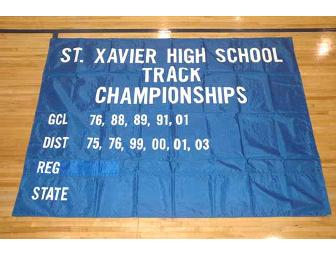 ST. XAVIER HIGH SCHOOL
TRACK
CHAMPIONSHIPS
GCL 76, 88, 89, 91, 01
DIST 75, 76, 99, 00, 01, 03
REG
STATE